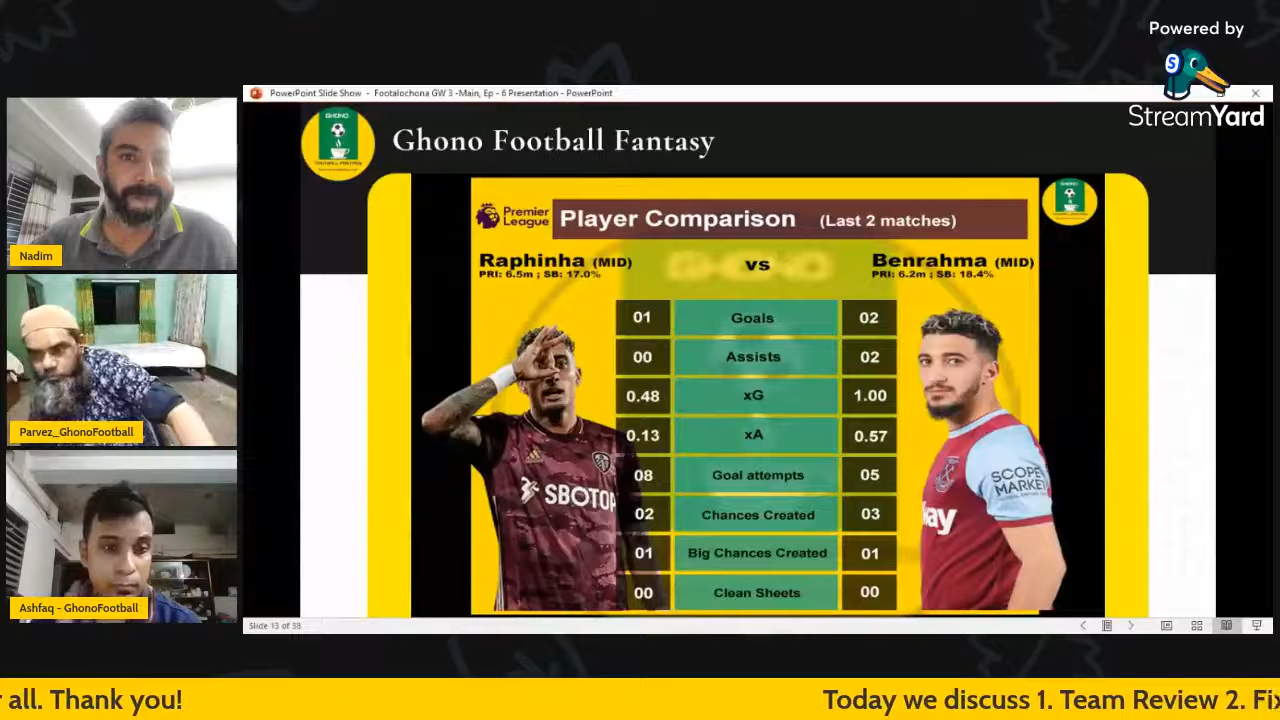 Powered by
StreamYard
PowerPoint Slide Show - Footalochona GW 3 -Main, Ep - 6 Presentation - PowerPoint
Ghono Football Fantasy
GHONO
Premier League
Player Comparison (Last 2 matches)
Raphinha (MID)
PRI: 6.5m ; SB: 17.0%
vs
Benrahma (MID)
PRI: 6.2m ; SB: 18.4%
01 Goals 02
00 Assists 02
0.48 xG 1.00
0.13 xA 0.57
08 Goal attempts 05
02 Chances Created 03
01 Big Chances Created 01
00 Clean Sheets 00
SBOTOP
SCOPE
MARKET
way
Nadim
Parvez_GhonoFootball
Ashfaq - GhonoFootball
Slide 13 of 38
r all. Thank you!
Today we discuss 1. Team Review 2. Fix